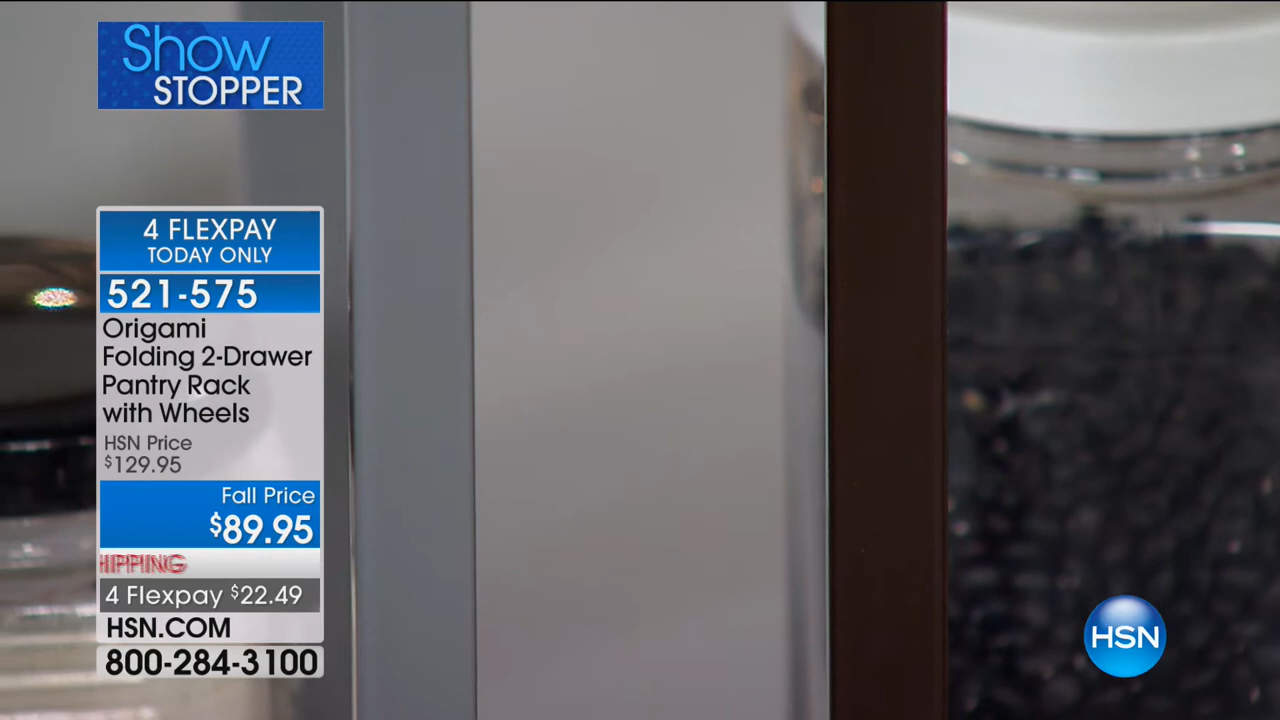 Show
STOPPER
4 FLEXPAY
TODAY ONLY
521-575
Origami
Folding 2-Drawer
Pantry Rack
with Wheels
HSN Price
$129.95
Fall Price
$89.95
HIPPING
4 Flexpay $22.49
HSN.COM
800-284-3100
HSN